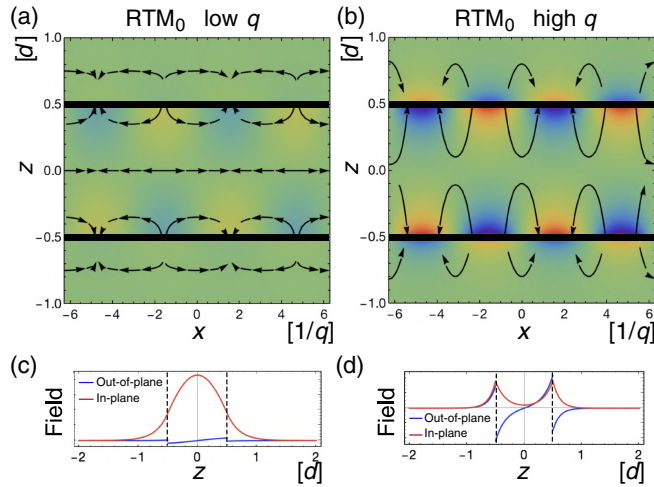 (a) RTM₀ low q
[d]
1.0
0.5
z 0.0
−0.5
−1.0
−6 −4 −2 0 2 4 6
x [1/q]
(b) RTM₀ high q
[d]
1.0
0.5
z 0.0
−0.5
−1.0
−6 −4 −2 0 2 4 6
x [1/q]
(c)
Field
Out-of-plane
In-plane
−2 −1 0 1 2
z [d]
(d)
Field
Out-of-plane
In-plane
−2 −1 0 1 2
z [d]